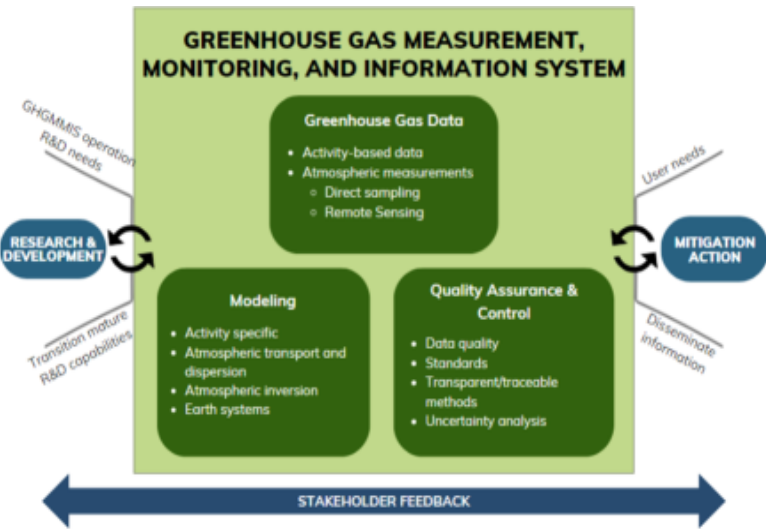 GREENHOUSE GAS MEASUREMENT,
MONITORING, AND INFORMATION SYSTEM
Greenhouse Gas Data
• Activity-based data
• Atmospheric measurements
○ Direct sampling
○ Remote Sensing
GHGMMIS operation
R&D needs
User needs
RESEARCH &
DEVELOPMENT
MITIGATION
ACTION
Transition mature
R&D capabilities
Modeling
• Activity specific
• Atmospheric transport and
dispersion
• Atmospheric inversion
• Earth systems
Quality Assurance &
Control
• Data quality
• Standards
• Transparent/traceable
methods
• Uncertainty analysis
Disseminate
information
STAKEHOLDER FEEDBACK